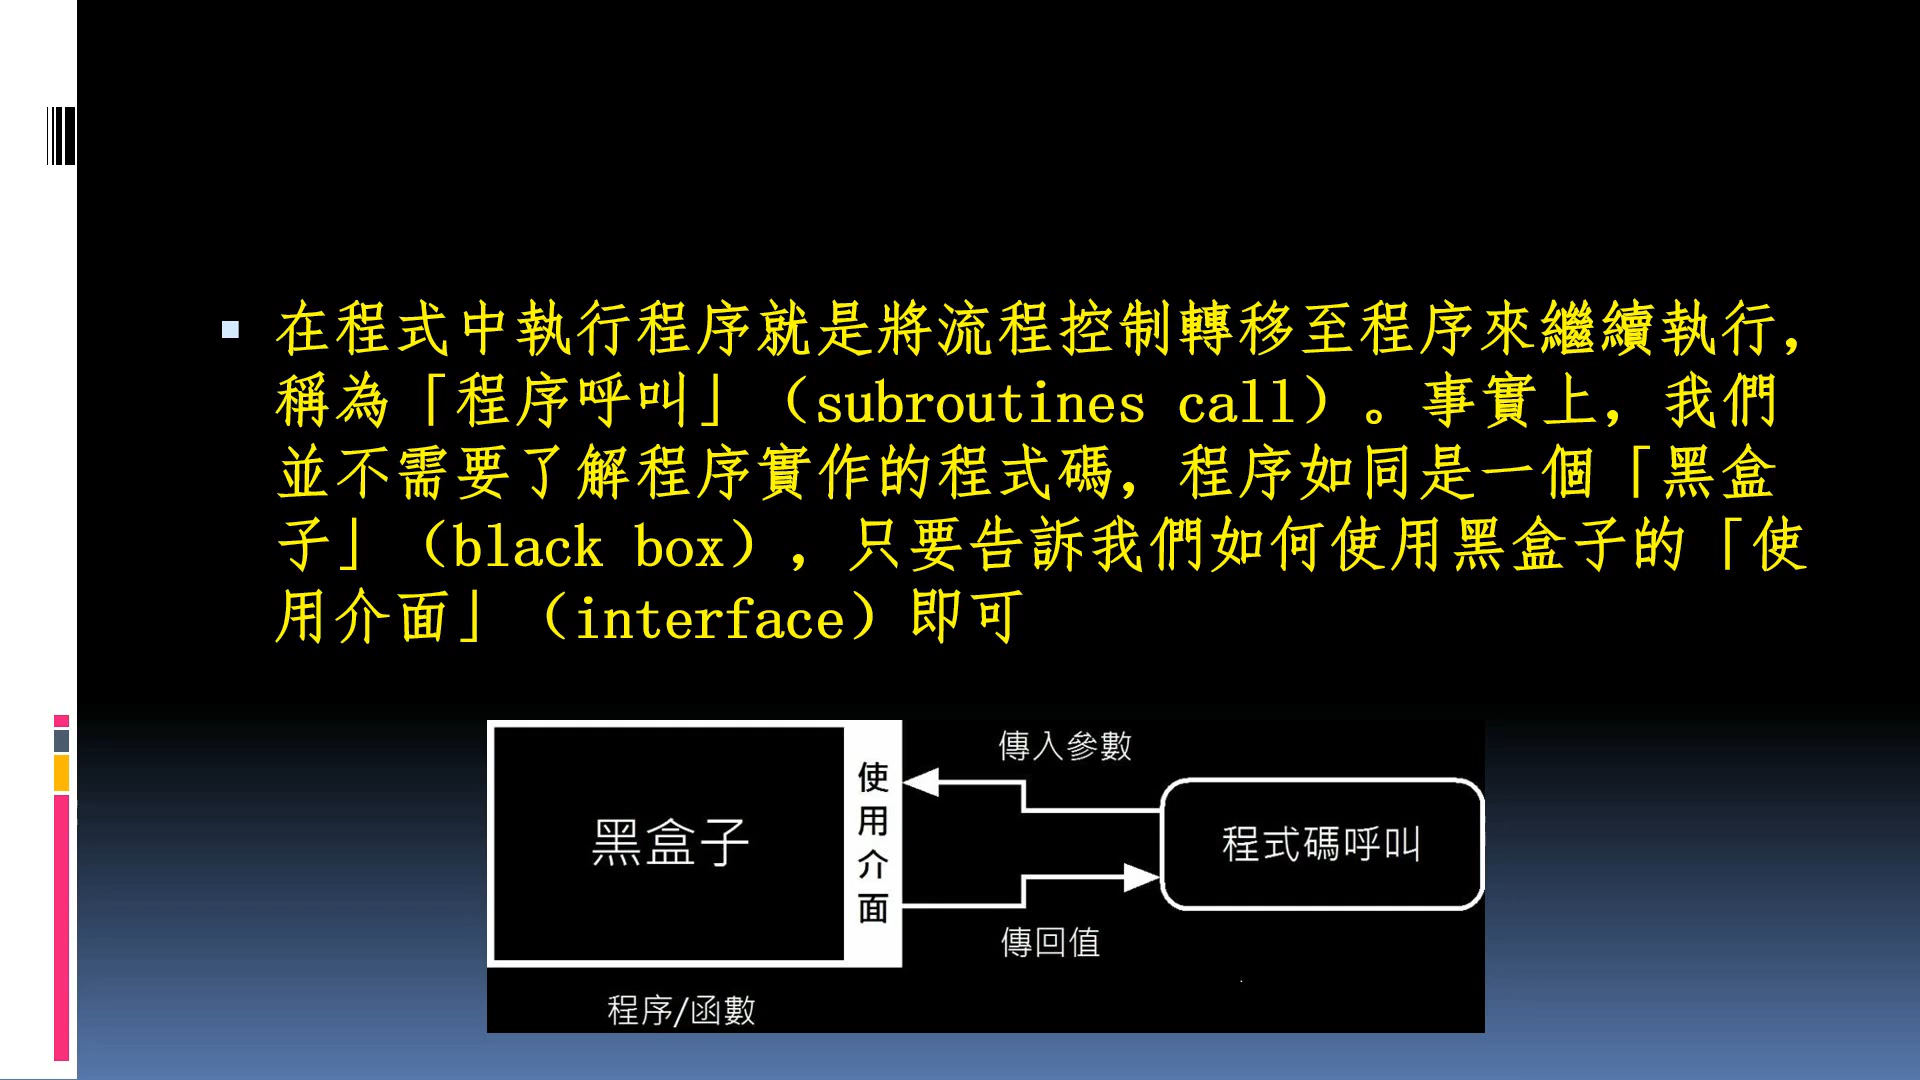 在程式中執行程序就是將流程控制轉移至程序來繼續執行，
稱為「程序呼叫」（subroutines call）。事實上，我們
並不需要了解程序實作的程式碼，程序如同是一個「黑盒
子」（black box），只要告訴我們如何使用黑盒子的「使
用介面」（interface）即可
傳入參數
黑盒子
使用介面
程式碼呼叫
傳回值
程序/函數